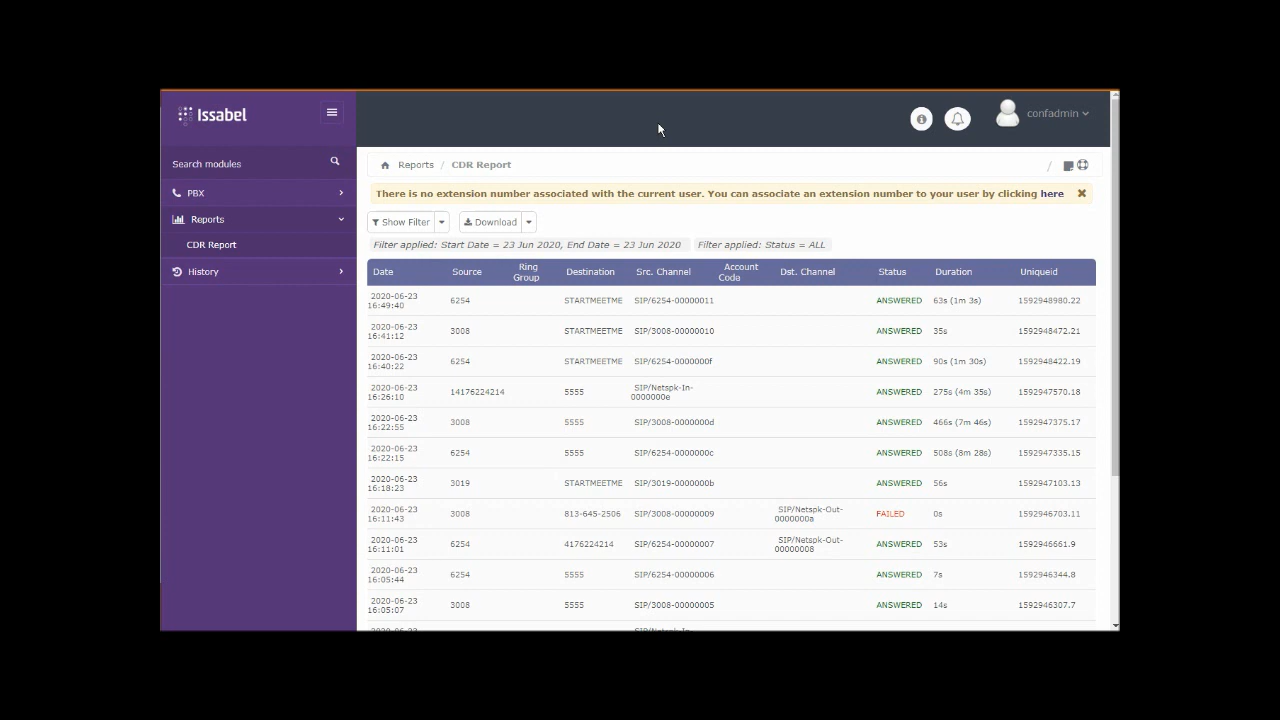 Issabel
confadmin
Search modules
PBX
Reports
CDR Report
History
Reports / CDR Report
/
There is no extension number associated with the current user. You can associate an extension number to your user by clicking here
Show Filter
Download
Filter applied: Start Date = 23 Jun 2020, End Date = 23 Jun 2020 Filter applied: Status = ALL
Date Source Ring Group Destination Src. Channel Account Code Dst. Channel Status Duration Uniqueid
2020-06-23 16:49:40 6254 STARTMEETME SIP/6254-00000011 ANSWERED 63s (1m 3s) 1592948980.22
2020-06-23 16:41:12 3008 STARTMEETME SIP/3008-00000010 ANSWERED 35s 1592948472.21
2020-06-23 16:40:22 6254 STARTMEETME SIP/6254-0000000f ANSWERED 90s (1m 30s) 1592948422.19
2020-06-23 16:26:10 14176224214 5555 SIP/Netspk-In-0000000e ANSWERED 275s (4m 35s) 1592947570.18
2020-06-23 16:22:55 3008 5555 SIP/3008-0000000d ANSWERED 466s (7m 46s) 1592947375.17
2020-06-23 16:22:15 6254 5555 SIP/6254-0000000c ANSWERED 508s (8m 28s) 1592947335.15
2020-06-23 16:18:23 3019 STARTMEETME SIP/3019-0000000b ANSWERED 56s 1592947103.13
2020-06-23 16:11:43 3008 813-645-2506 SIP/3008-00000009 SIP/Netspk-Out-0000000a FAILED 0s 1592946703.11
2020-06-23 16:11:01 6254 4176224214 SIP/6254-00000007 SIP/Netspk-Out-00000008 ANSWERED 53s 1592946661.9
2020-06-23 16:05:44 6254 5555 SIP/6254-00000006 ANSWERED 7s 1592946344.8
2020-06-23 16:05:07 3008 5555 SIP/3008-00000005 ANSWERED 14s 1592946307.7